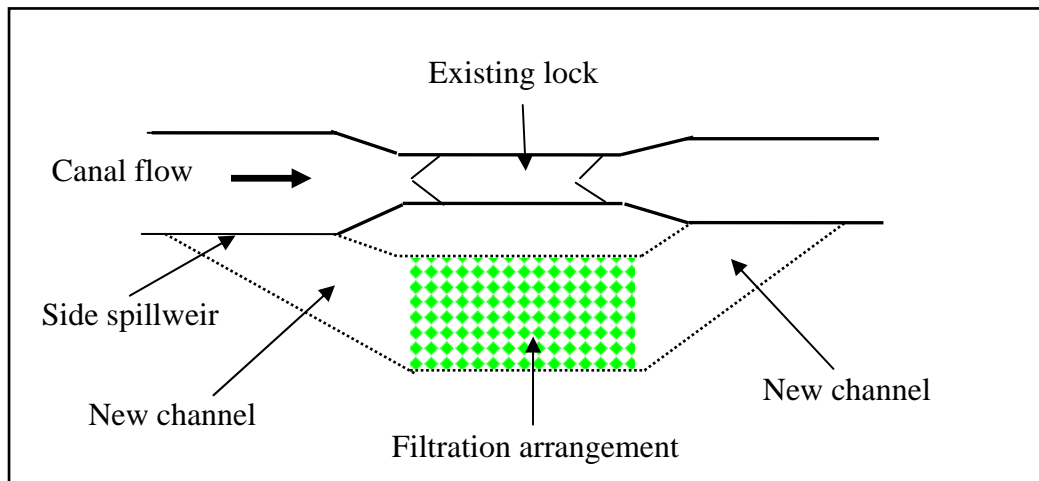 Existing lock
Canal flow
Side spillweir
New channel
New channel
Filtration arrangement